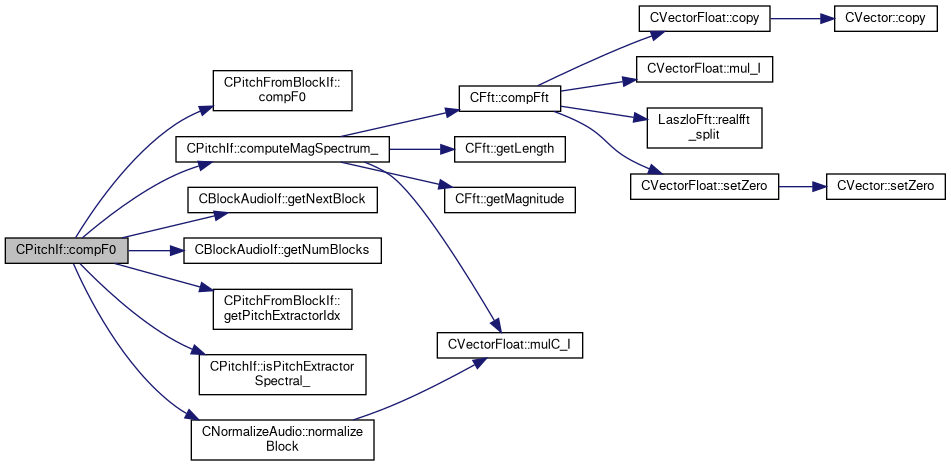 CPitchIf::compF0
CPitchFromBlockIf::
compF0
CPitchIf::computeMagSpectrum_
CBlockAudioIf::getNextBlock
CBlockAudioIf::getNumBlocks
CPitchFromBlockIf::
getPitchExtractorIdx
CPitchIf::isPitchExtractor
Spectral_
CNormalizeAudio::normalize
Block
CFft::compFft
CFft::getLength
CFft::getMagnitude
CVectorFloat::mulC_I
CVectorFloat::copy
CVectorFloat::mul_I
LaszloFft::realfft
_split
CVectorFloat::setZero
CVector::copy
CVector::setZero